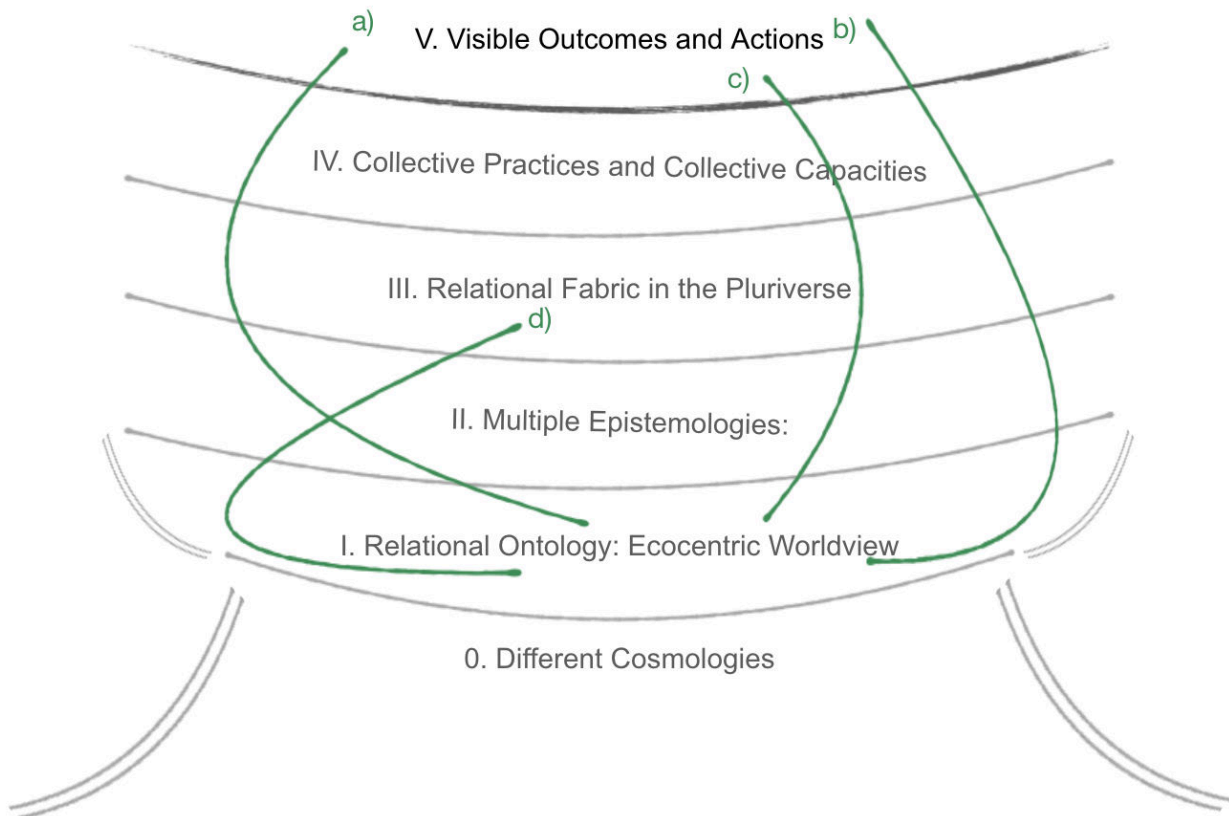 a)
V. Visible Outcomes and Actions
b)
c)
IV. Collective Practices and Collective Capacities
III. Relational Fabric in the Pluriverse
d)
II. Multiple Epistemologies:
I. Relational Ontology: Ecocentric Worldview
0. Different Cosmologies